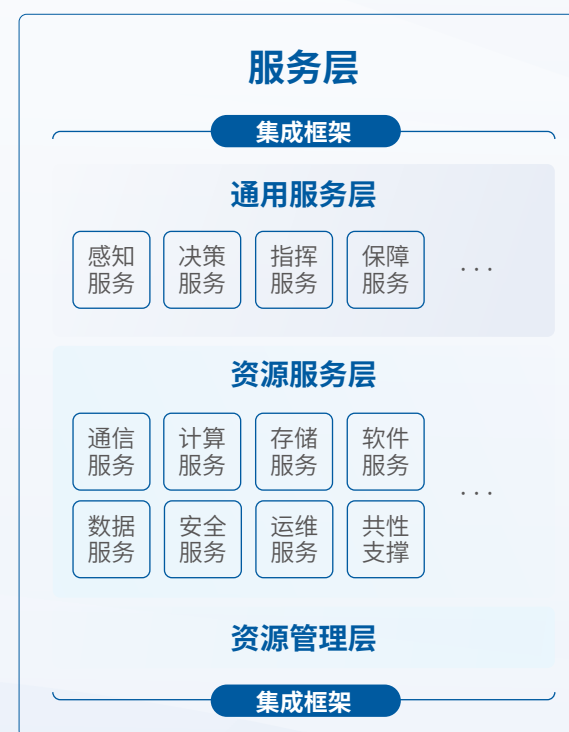 服务层
集成框架
通用服务层
感知 决策 指挥 保障
服务 服务 服务 服务
...
资源服务层
通信 计算 存储 软件
服务 服务 服务 服务
...
数据 安全 运维 共性
服务 服务 服务 支撑
资源管理层
集成框架